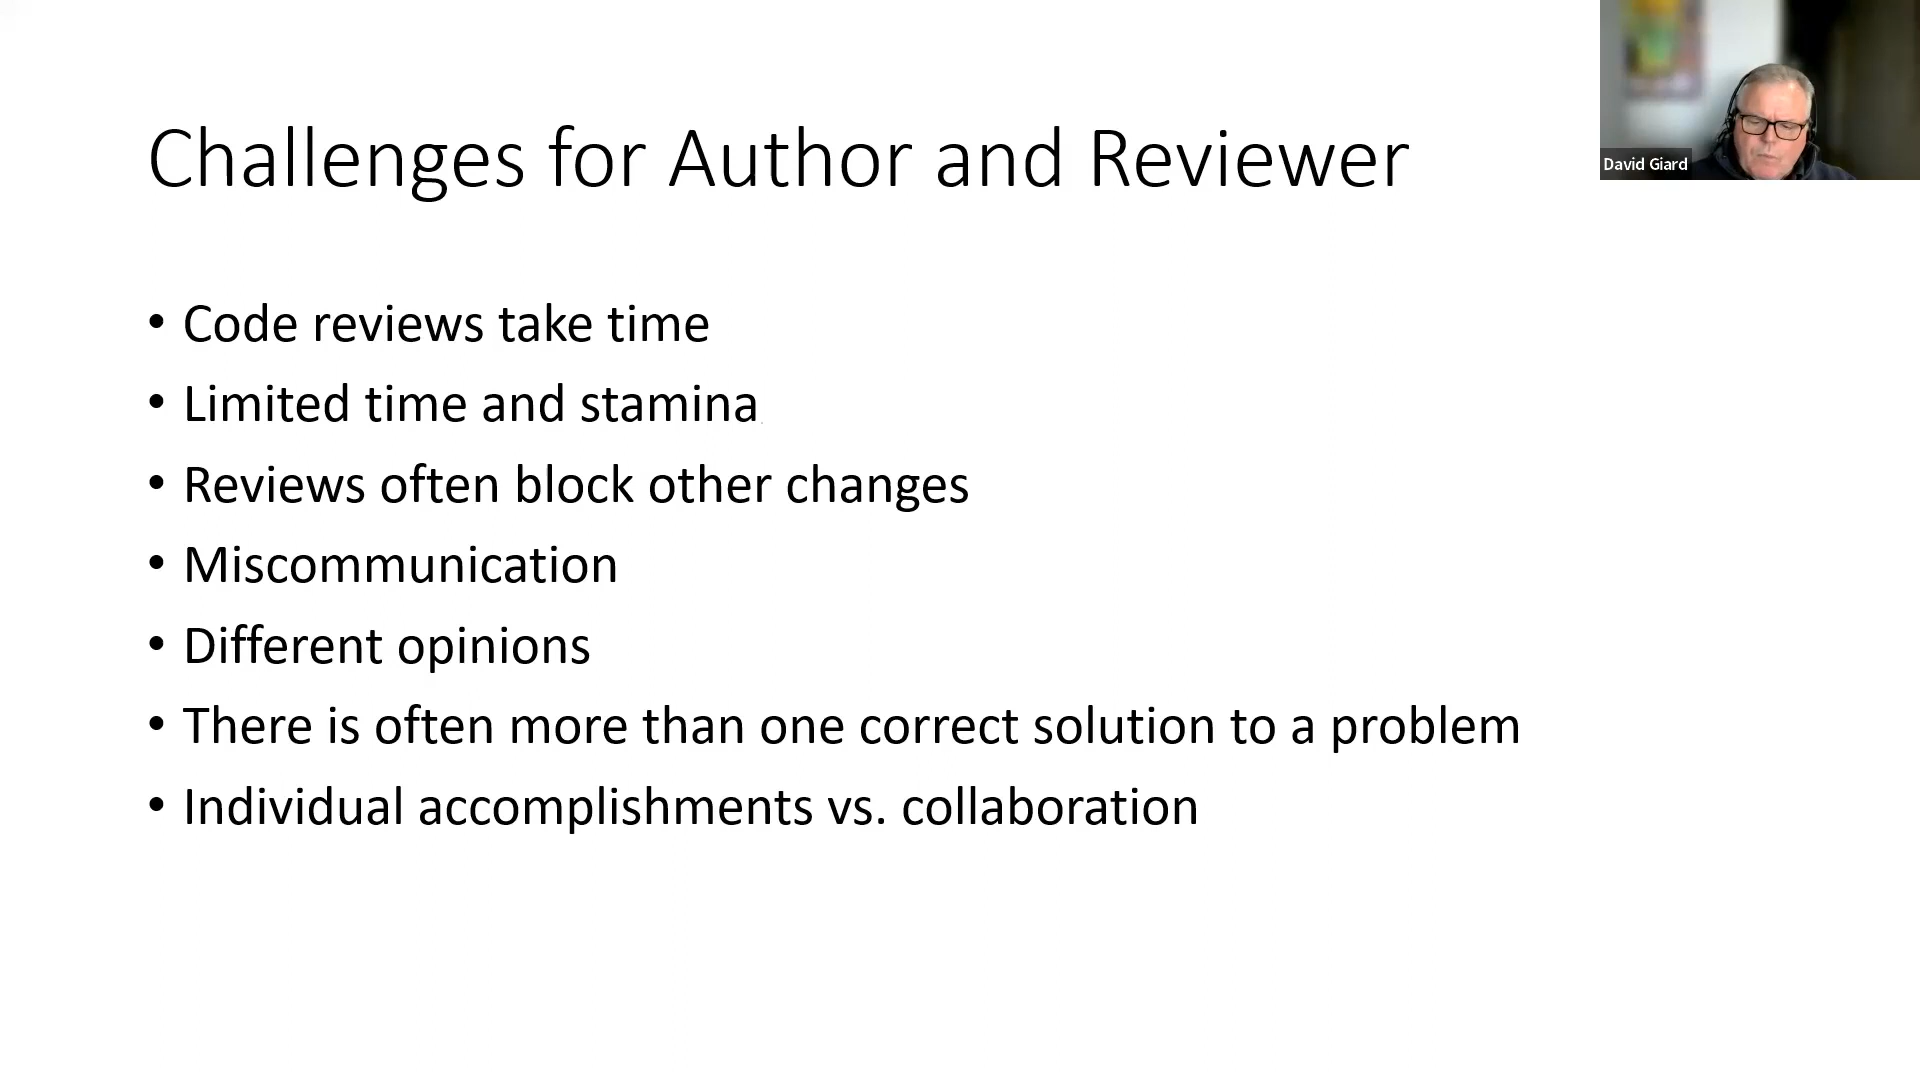 Challenges for Author and Reviewer
David Giard
• Code reviews take time
• Limited time and stamina
• Reviews often block other changes
• Miscommunication
• Different opinions
• There is often more than one correct solution to a problem
• Individual accomplishments vs. collaboration